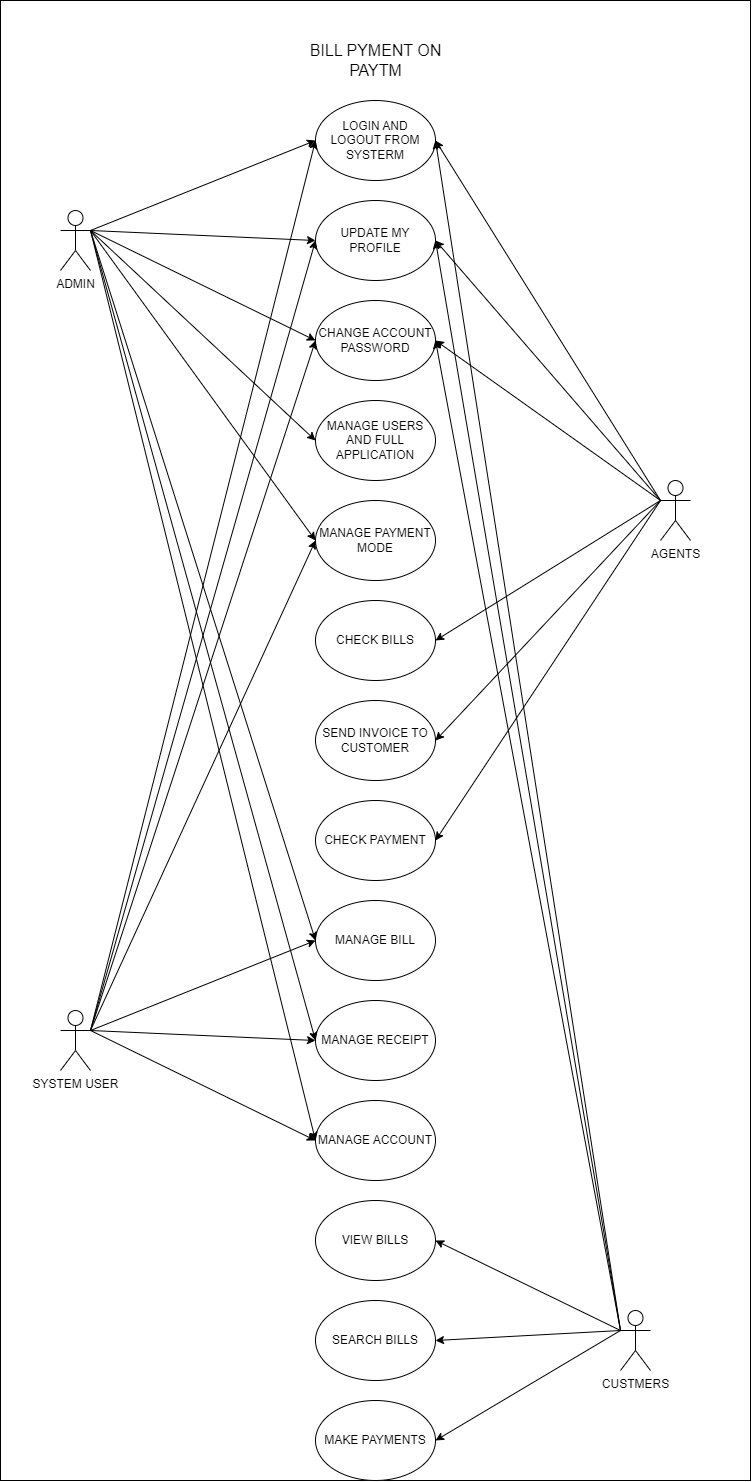 BILL PYMENT ON
PAYTM
LOGIN AND
LOGOUT FROM
SYSTERM
ADMIN
UPDATE MY
PROFILE
CHANGE ACCOUNT
PASSWORD
MANAGE USERS
AND FULL
APPLICATION
MANAGE PAYMENT
MODE
AGENTS
CHECK BILLS
SEND INVOICE TO
CUSTOMER
CHECK PAYMENT
MANAGE BILL
MANAGE RECEIPT
SYSTEM USER
MANAGE ACCOUNT
VIEW BILLS
SEARCH BILLS
CUSTMERS
MAKE PAYMENTS